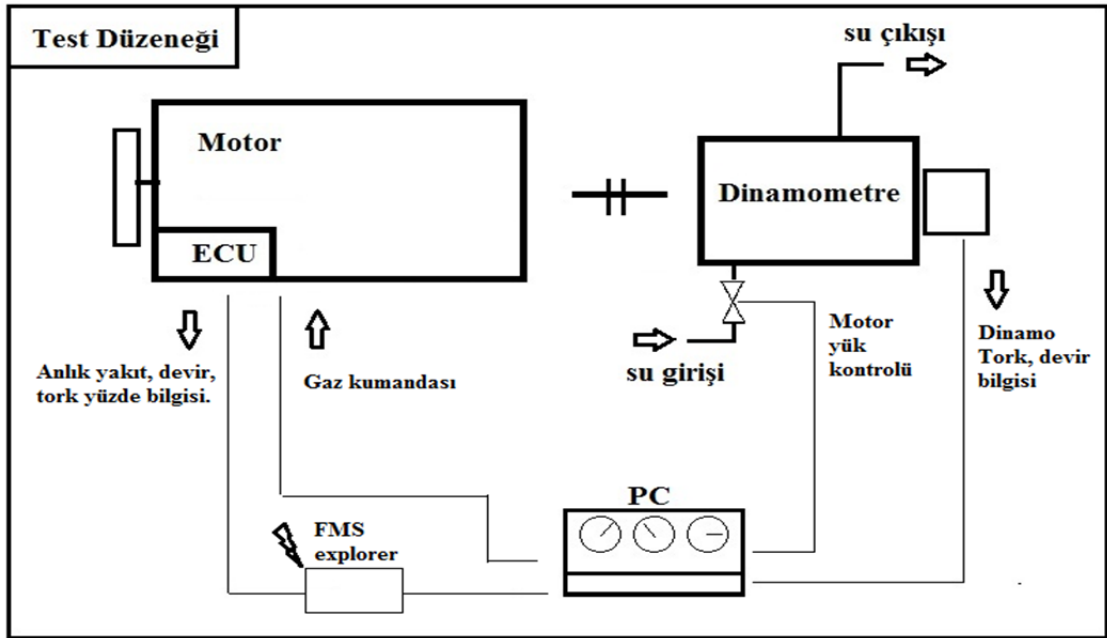 Test Düzeneği
su çıkışı
Motor
Dinamometre
ECU
Anlık yakıt, devir,
tork yüzde bilgisi.
Gaz kumandası
su girişi
Motor
yük
kontrolü
Dinamo
Tork, devir
bilgisi
PC
FMS
explorer